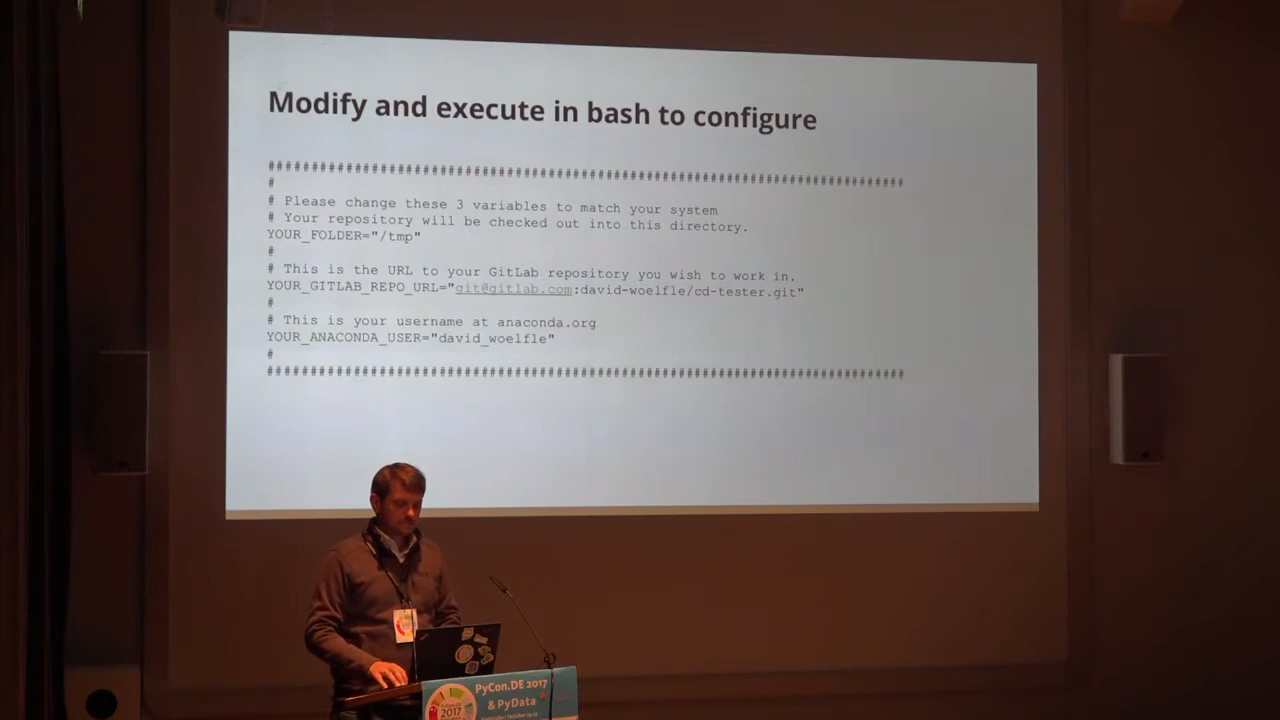 Modify and execute in bash to configure
##########################################################################
#
# Please change these 3 variables to match your system
# Your repository will be checked out into this directory.
YOUR_FOLDER="/tmp"
#
# This is the URL to your GitLab repository you wish to work in.
YOUR_GITLAB_REPO_URL="git@gitlab.com:david-woelfle/cd-tester.git"
#
# This is your username at anaconda.org
YOUR_ANACONDA_USER="david_woelfle"
#
##########################################################################
PyCon.DE 2017
& PyData
2017